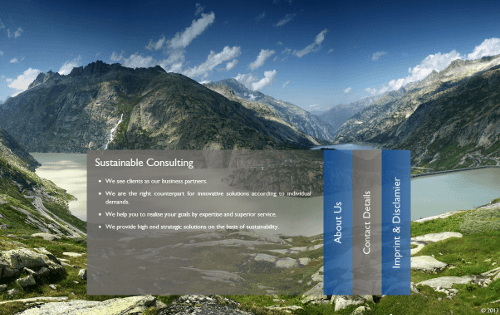 Sustainable Consulting
We see clients as our business partners.
We are the right counterpart for innovative solutions according to individual
demands.
We help you to realise your goals by expertise and superior service.
We provide high end strategic solutions on the basis of sustainability.
About Us
Contact Details
Imprint & Disclaimer